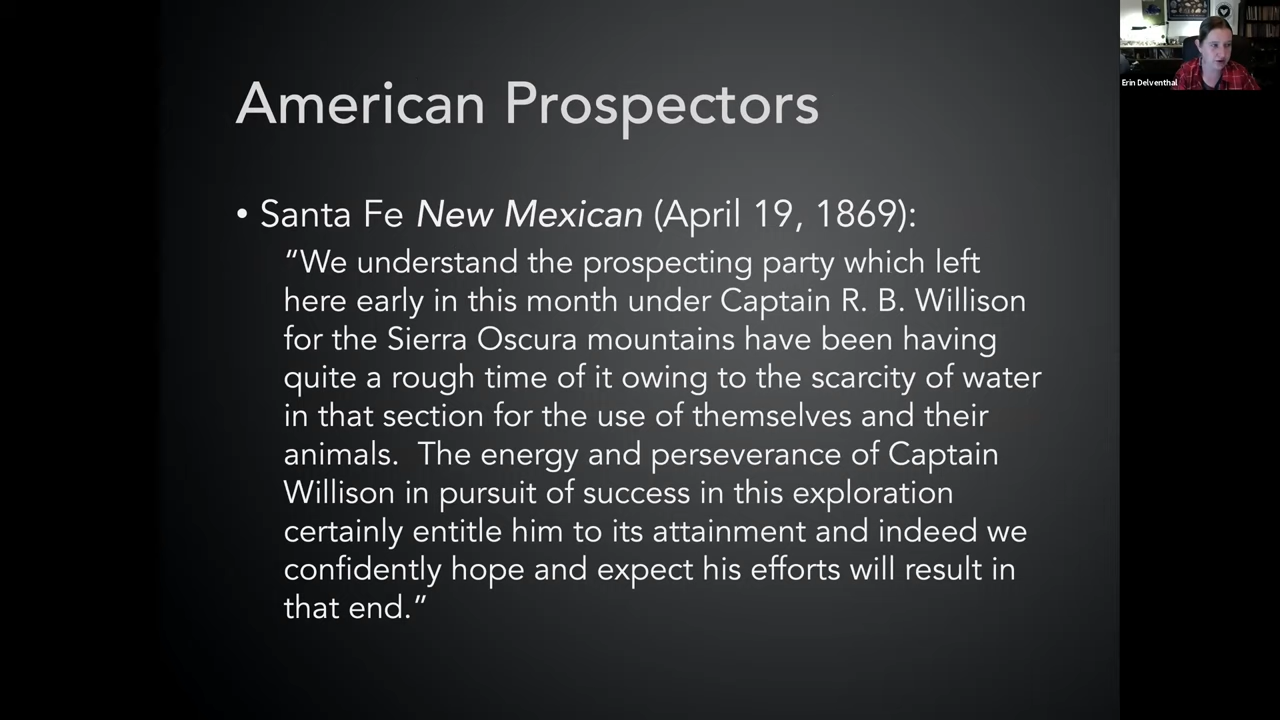 American Prospectors
• Santa Fe New Mexican (April 19, 1869):
“We understand the prospecting party which left
here early in this month under Captain R. B. Willison
for the Sierra Oscura mountains have been having
quite a rough time of it owing to the scarcity of water
in that section for the use of themselves and their
animals.  The energy and perseverance of Captain
Willison in pursuit of success in this exploration
certainly entitle him to its attainment and indeed we
confidently hope and expect his efforts will result in
that end.”
Erin Delventhal